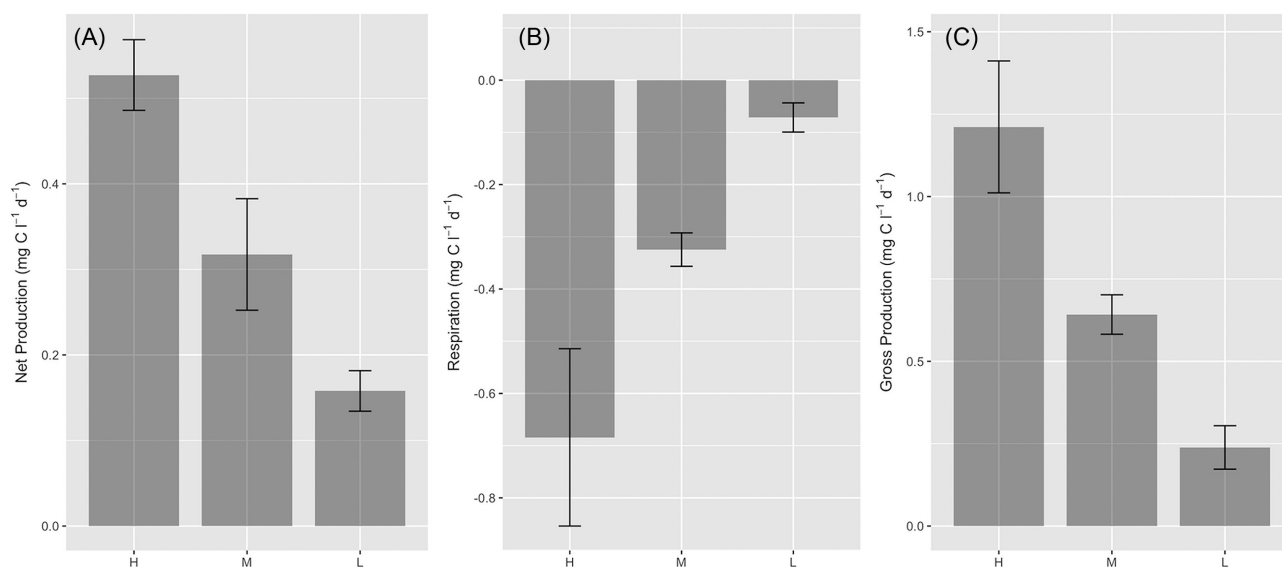 (A)
Net Production (mg C l⁻¹ d⁻¹)
0.4
0.2
0.0
H M L
(B)
Respiration (mg C l⁻¹ d⁻¹)
0.0
-0.2
-0.4
-0.6
-0.8
H M L
(C)
Gross Production (mg C l⁻¹ d⁻¹)
1.5
1.0
0.5
0.0
H M L